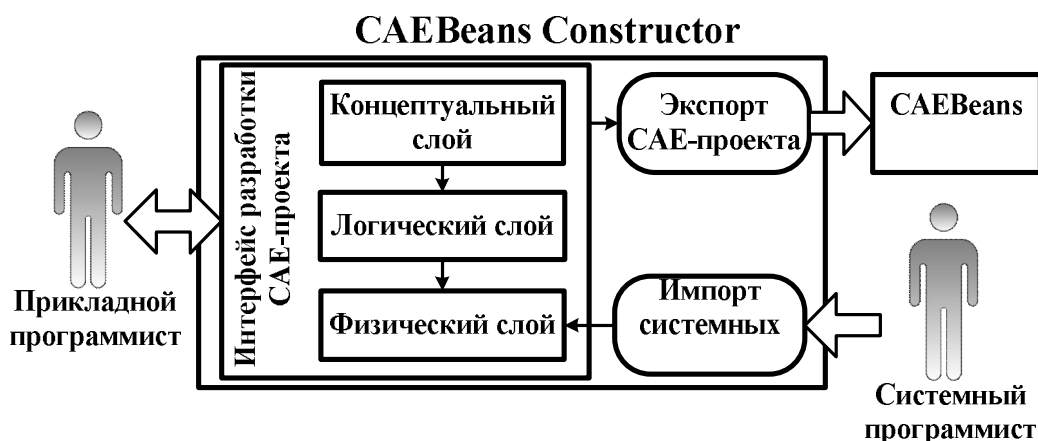 CAEBeans Constructor
Прикладной
программист
Интерфейс разработки
CAE-проекта
Концептуальный
слой
Логический слой
Физический слой
Экспорт
CAE-проекта
Импорт
системных
CAEBeans
Системный
программист